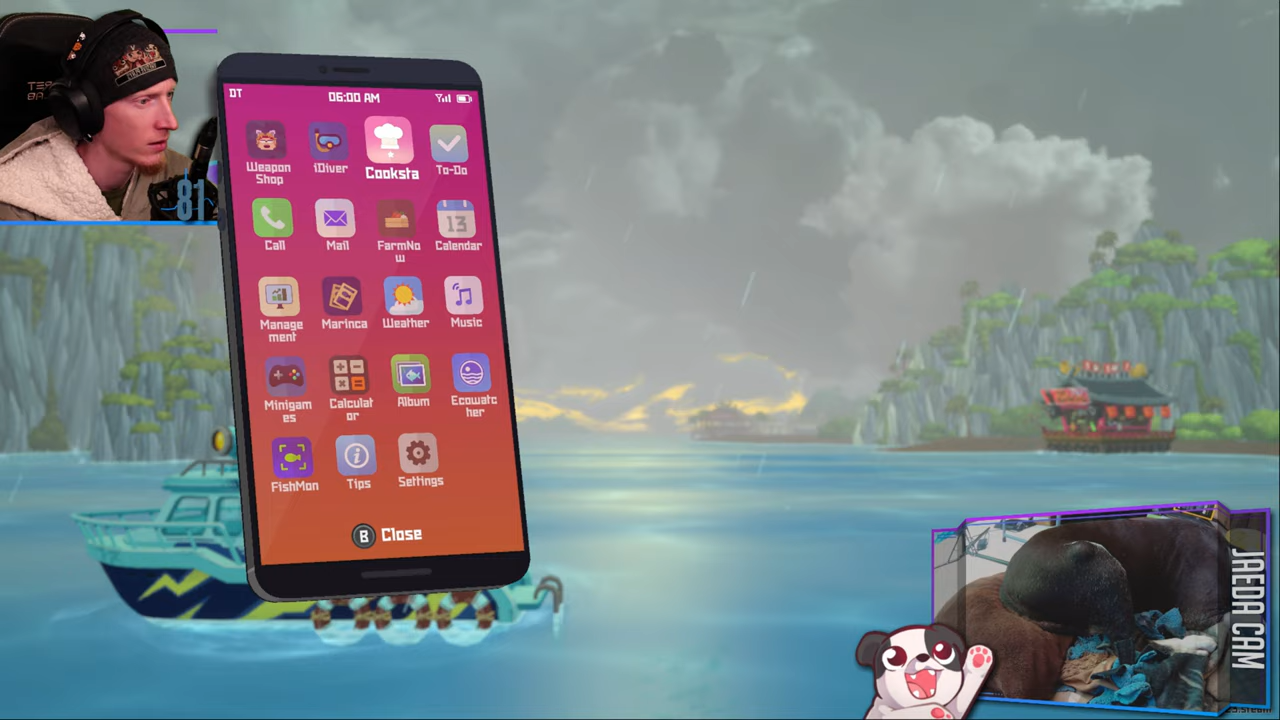 DT
06:00 AM
Weapon Shop
iDiver
Cooksta
To-Do
Call
Mail
FarmNo
w
13
Calendar
Manage
ment
Marinca
Weather
Music
Minigam
es
Calculat
or
Album
Ecowatc
her
FishMon
Tips
Settings
B Close
81
JAEDA CAM